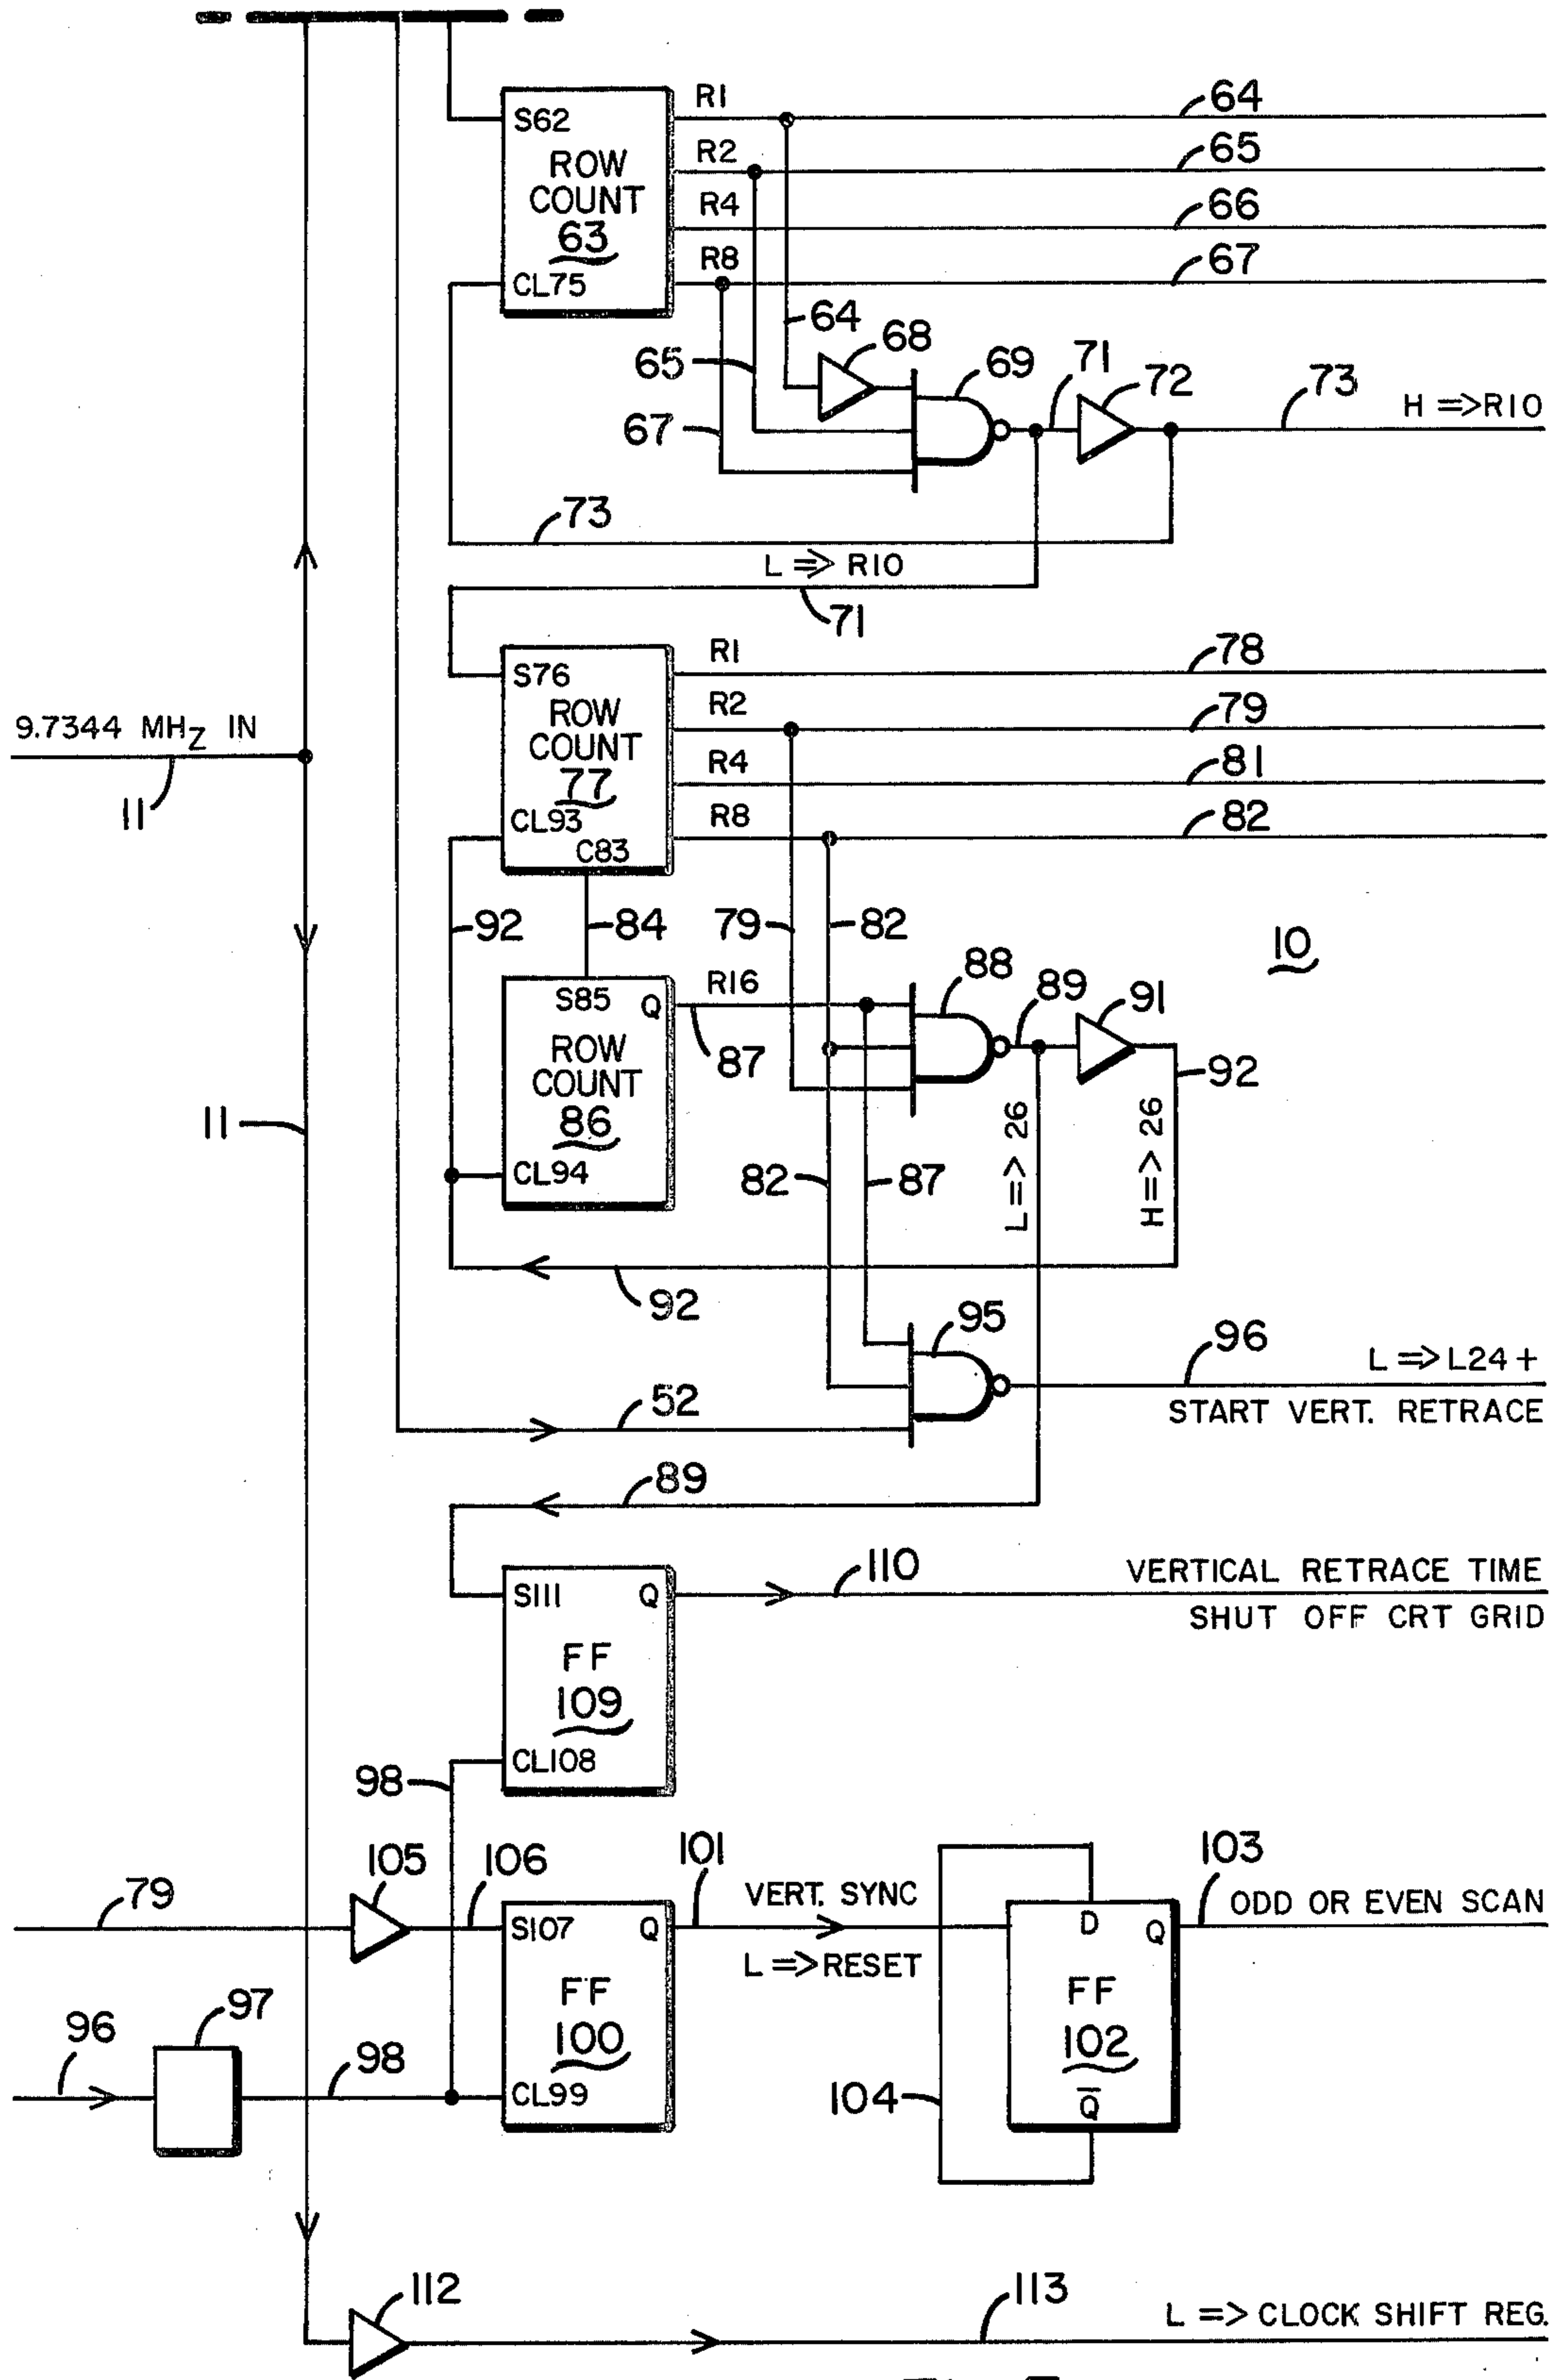 R1
64
S62
R2
65
ROW
COUNT
R4
66
63
R8
67
CL75
64
68
65
69
71
72
73
H =>R10
67
73
L => R10
71
R1
78
S76
9.7344 MHZ IN
ROW
COUNT
R2
79
77
R4
81
11
CL93
R8
82
C83
92
84
79
82
10
S85
Q
R16
88
89
91
ROW
COUNT
87
92
11
86
L=> 26
H=> 26
CL94
82
87
92
95
96
L =>L24+
52
START VERT. RETRACE
89
110
VERTICAL RETRACE TIME
S111
Q
SHUT OFF CRT GRID
FF
109
CL108
98
105
106
101
103
79
VERT. SYNC
ODD OR EVEN SCAN
S107
Q
D
Q
L =>RESET
97
FF
FF
96
98
100
102
CL99
104
Q̅
112
113
L => CLOCK SHIFT REG.